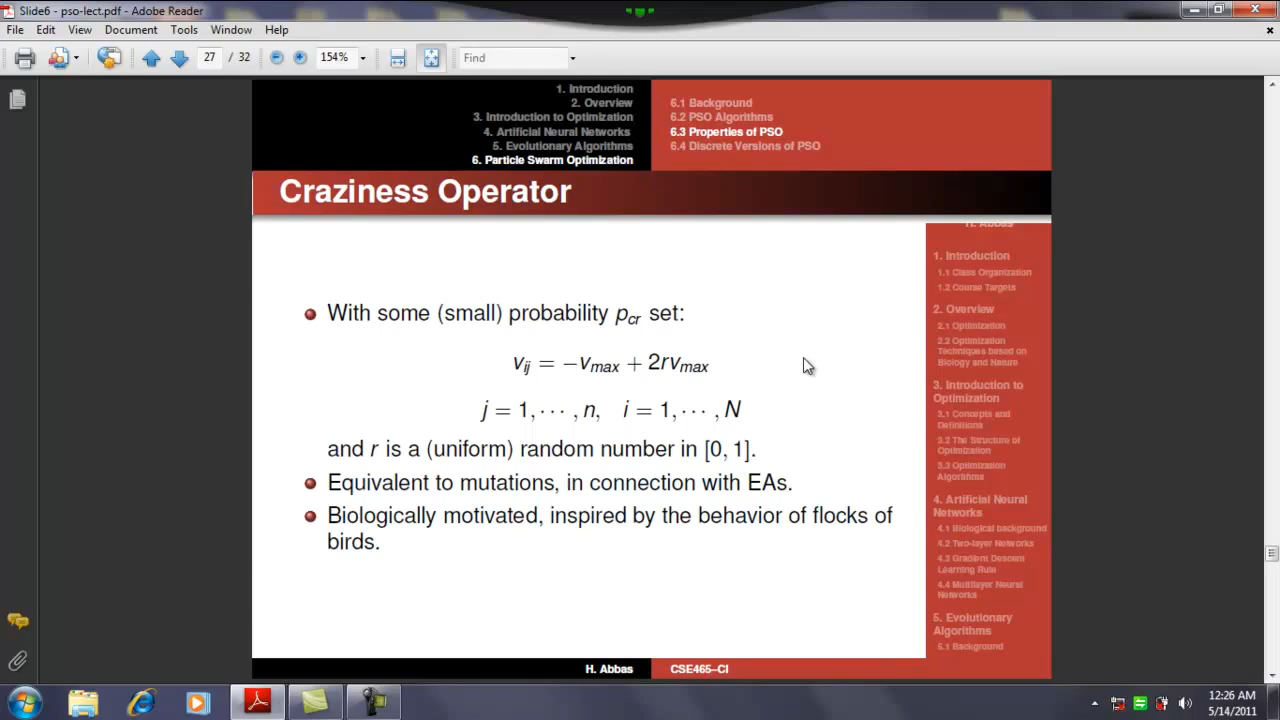 Slide6 - pso-lect.pdf - Adobe Reader
File Edit View Document Tools Window Help
27 / 32 154% Find
1. Introduction
2. Overview
3. Introduction to Optimization
4. Artificial Neural Networks
5. Evolutionary Algorithms
6. Particle Swarm Optimization
6.1 Background
6.2 PSO Algorithms
6.3 Properties of PSO
6.4 Discrete Versions of PSO
Craziness Operator
With some (small) probability p_cr set:
v_ij = −v_max + 2rv_max
j = 1, ⋯ , n, i = 1, ⋯ , N
and r is a (uniform) random number in [0, 1].
Equivalent to mutations, in connection with EAs.
Biologically motivated, inspired by the behavior of flocks of
birds.
H. Abbas
1. Introduction
1.1 Class Organization
1.2 Course Targets
2. Overview
2.1 Optimization
2.2 Optimization
Techniques based on
Biology and Nature
3. Introduction to
Optimization
3.1 Concepts and
Definitions
3.2 The Structure of
Optimization
3.3 Optimization
Algorithms
4. Artificial Neural
Networks
4.1 Biological background
4.2 Two-layer Networks
4.3 Gradient Descent
Learning Rule
4.4 Multilayer Neural
Networks
5. Evolutionary
Algorithms
5.1 Background
H. Abbas CSE465–CI
12:26 AM
5/14/2011